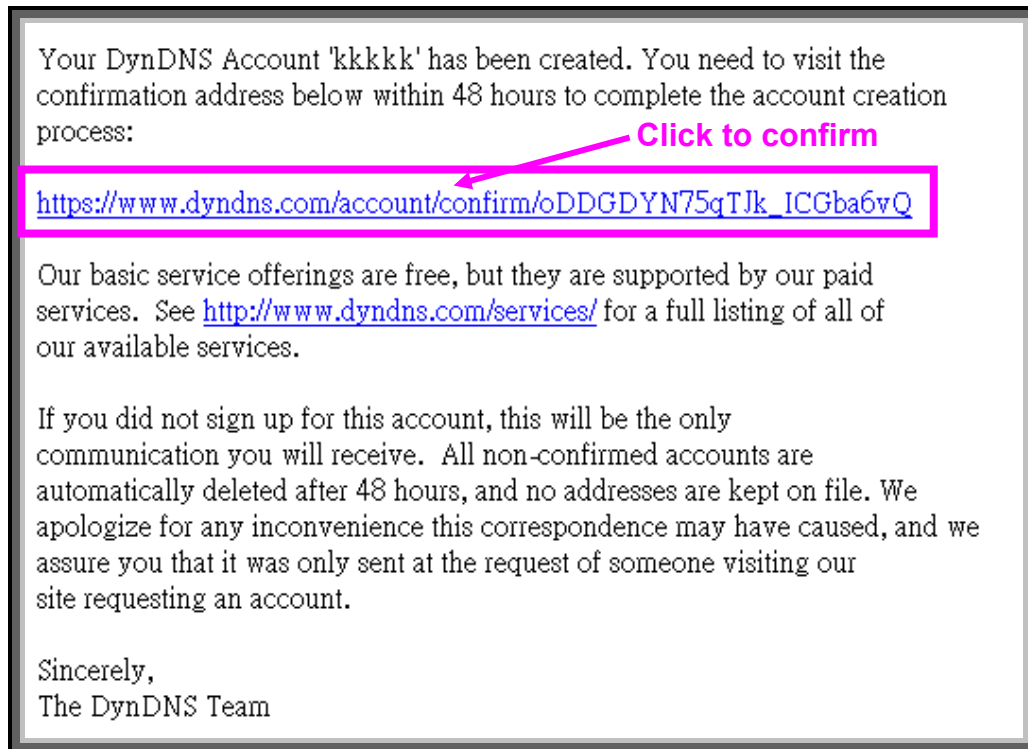 Your DynDNS Account 'kkkkk' has been created. You need to visit the
confirmation address below within 48 hours to complete the account creation
process:
Click to confirm
https://www.dyndns.com/account/confirm/oDDGDYN75qTJk_ICGba6vQ
Our basic service offerings are free, but they are supported by our paid
services.  See http://www.dyndns.com/services/ for a full listing of all of
our available services.
If you did not sign up for this account, this will be the only
communication you will receive.  All non-confirmed accounts are
automatically deleted after 48 hours, and no addresses are kept on file. We
apologize for any inconvenience this correspondence may have caused, and we
assure you that it was only sent at the request of someone visiting our
site requesting an account.
Sincerely,
The DynDNS Team